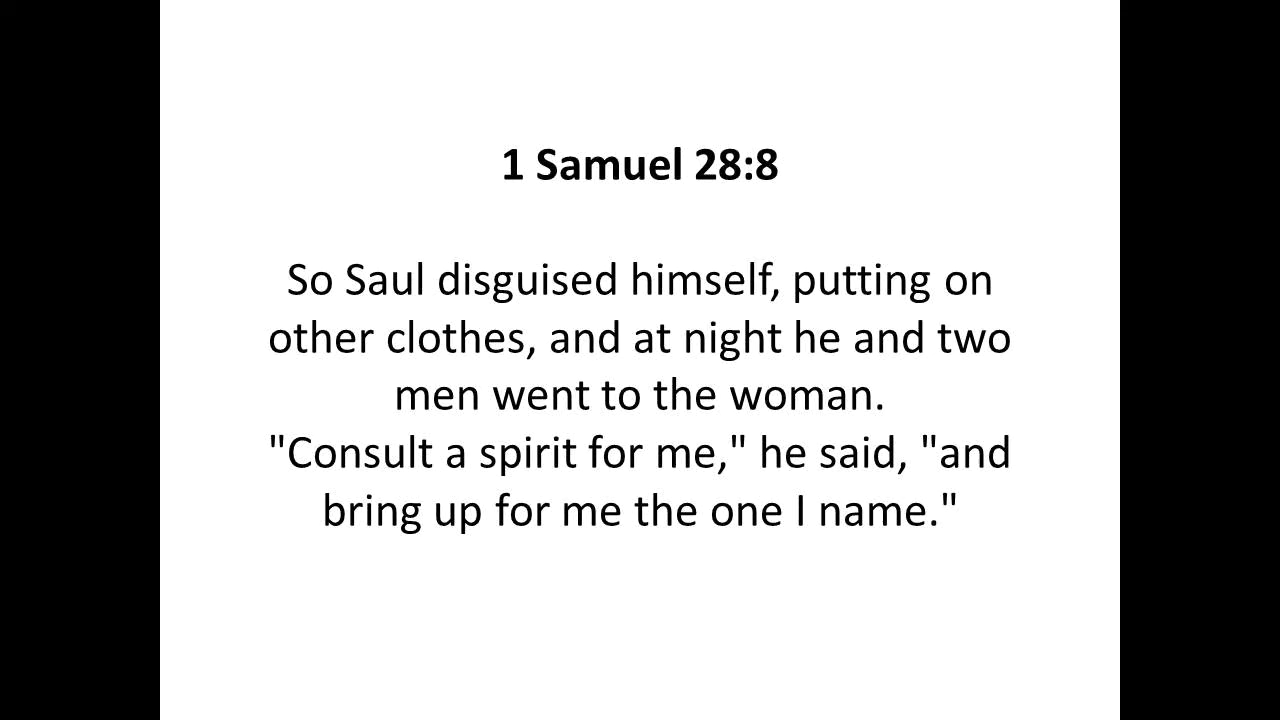 1 Samuel 28:8
So Saul disguised himself, putting on
other clothes, and at night he and two
men went to the woman.
"Consult a spirit for me," he said, "and
bring up for me the one I name."